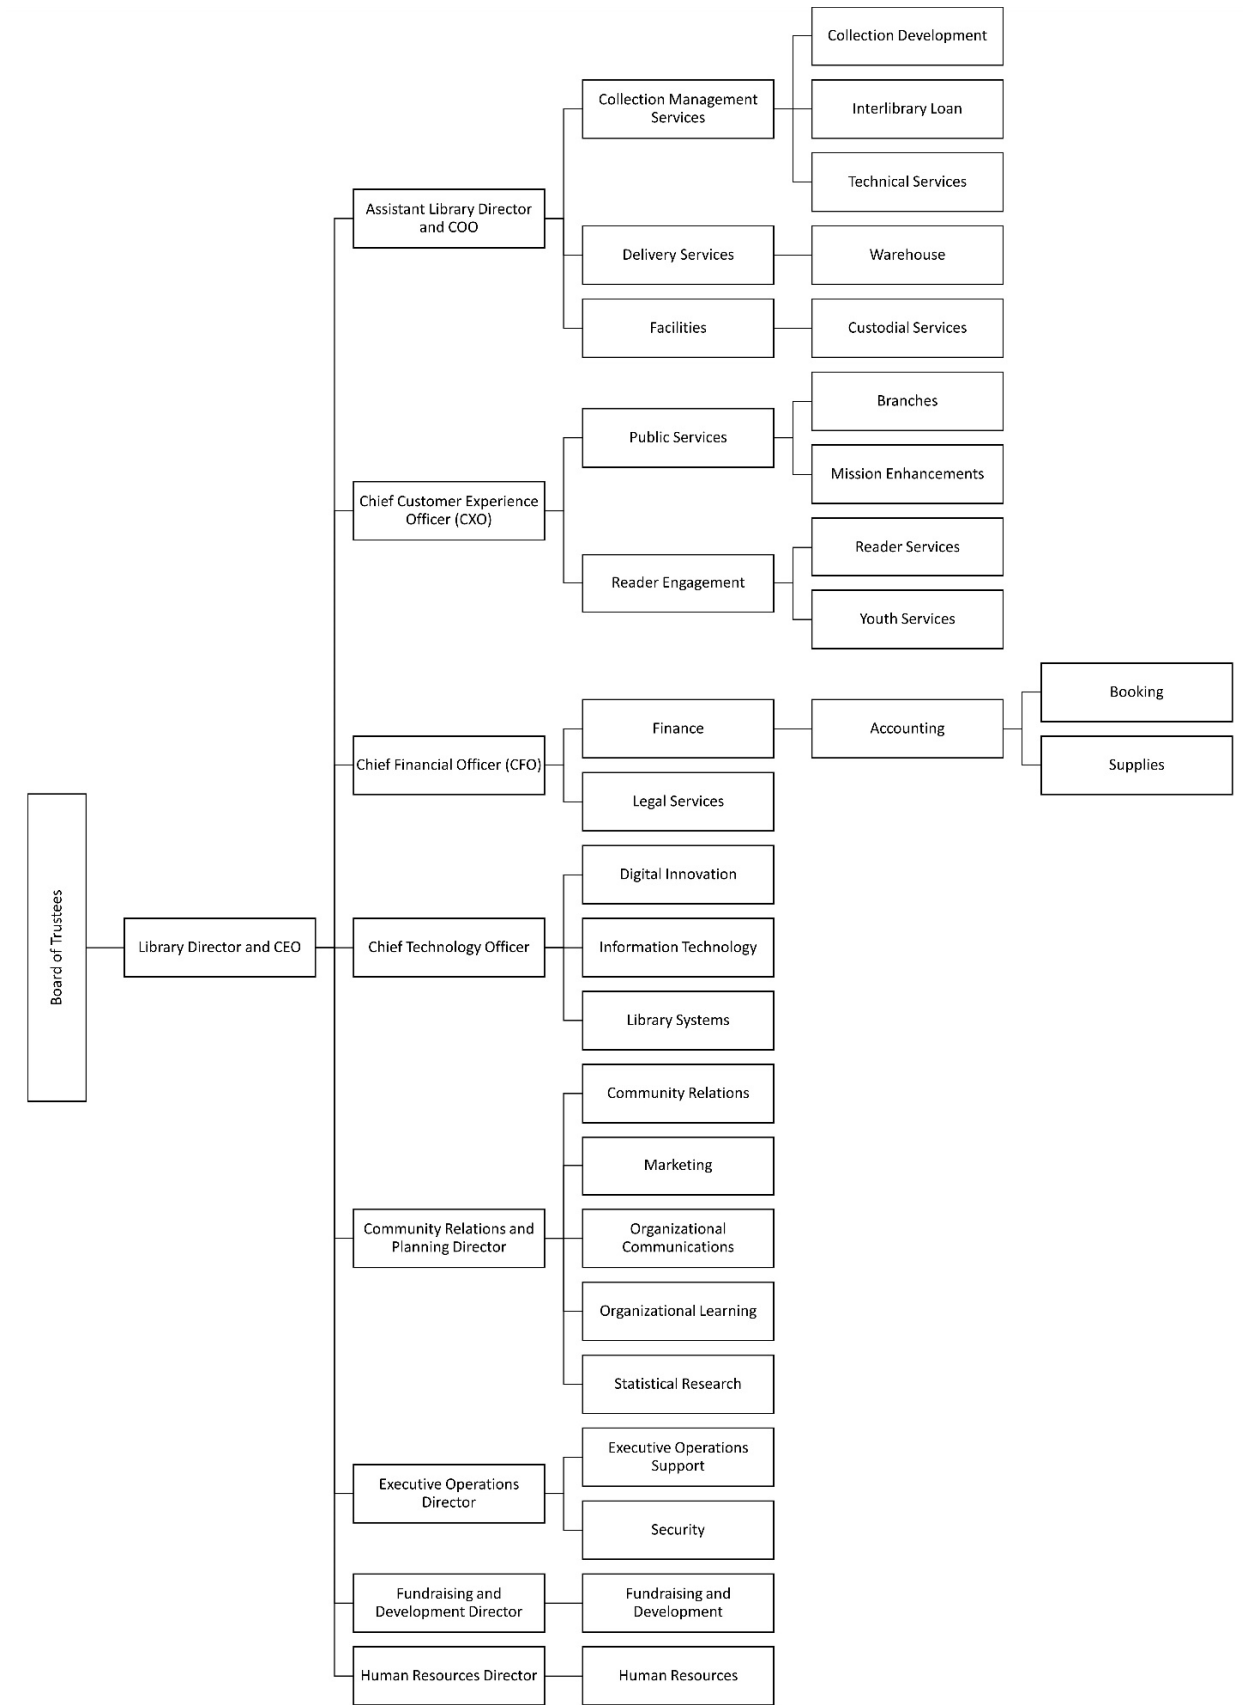 Board of Trustees
Library Director and CEO
Assistant Library Director
and COO
Collection Management
Services
Collection Development
Interlibrary Loan
Technical Services
Delivery Services
Warehouse
Facilities
Custodial Services
Chief Customer Experience
Officer (CXO)
Public Services
Branches
Mission Enhancements
Reader Engagement
Reader Services
Youth Services
Chief Financial Officer (CFO)
Finance
Accounting
Booking
Supplies
Legal Services
Chief Technology Officer
Digital Innovation
Information Technology
Library Systems
Community Relations and
Planning Director
Community Relations
Marketing
Organizational
Communications
Organizational Learning
Statistical Research
Executive Operations
Director
Executive Operations
Support
Security
Fundraising and
Development Director
Fundraising and
Development
Human Resources Director
Human Resources